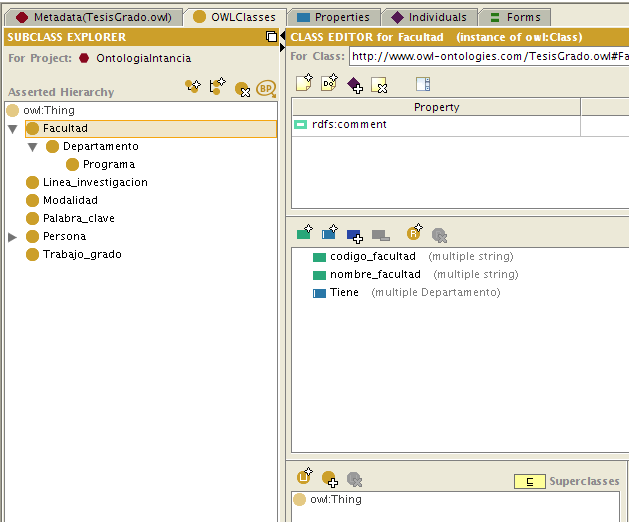 Metadata(TesisGrado.owl) OWLClasses Properties Individuals Forms
SUBCLASS EXPLORER
For Project: OntologiaIntancia
Asserted Hierarchy
BP
owl:Thing
Facultad
Departamento
Programa
Linea_investigacion
Modalidad
Palabra_clave
Persona
Trabajo_grado
CLASS EDITOR for Facultad (instance of owl:Class)
For Class: http://www.owl-ontologies.com/TesisGrado.owl#Fa
Property
rdfs:comment
R
codigo_facultad (multiple string)
nombre_facultad (multiple string)
Tiene (multiple Departamento)
⊑ Superclasses
owl:Thing